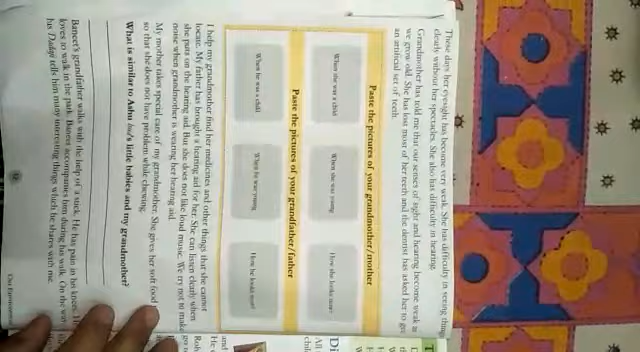 These days her eyesight has become very weak. She has difficulty in seeing things
clearly without her spectacles. She also has difficulty in hearing.
Grandmother has told me that our senses of sight and hearing become weak as
we grow old. She has lost most of her teeth and the dentist has asked her to get
an artificial set of teeth.
Paste the pictures of your grandmother/mother
When she was a child
When she was young
How she looks now?
Paste the pictures of your grandfather/father
When he was a child
When he was young
How he looks now?
I help my grandmother find her medicines and other things that she cannot
locate. My father has brought a hearing aid for her. She can listen clearly when
she puts on the hearing aid. But she does not like loud music. We try not to make
noise when grandmother is wearing her hearing aid.
My mother takes special care of my grandmother. She gives her soft food
so that she does not have problem while chewing.
What is similar to Ashu little babies and my grandmother?
Bancet's grandfather walks with the help of a stick. He has pain in his knees. H
loves to walk in the park. Bancet accompanies him during his walk. On the way
his Dadaji tells him many interesting things which he shares with me.